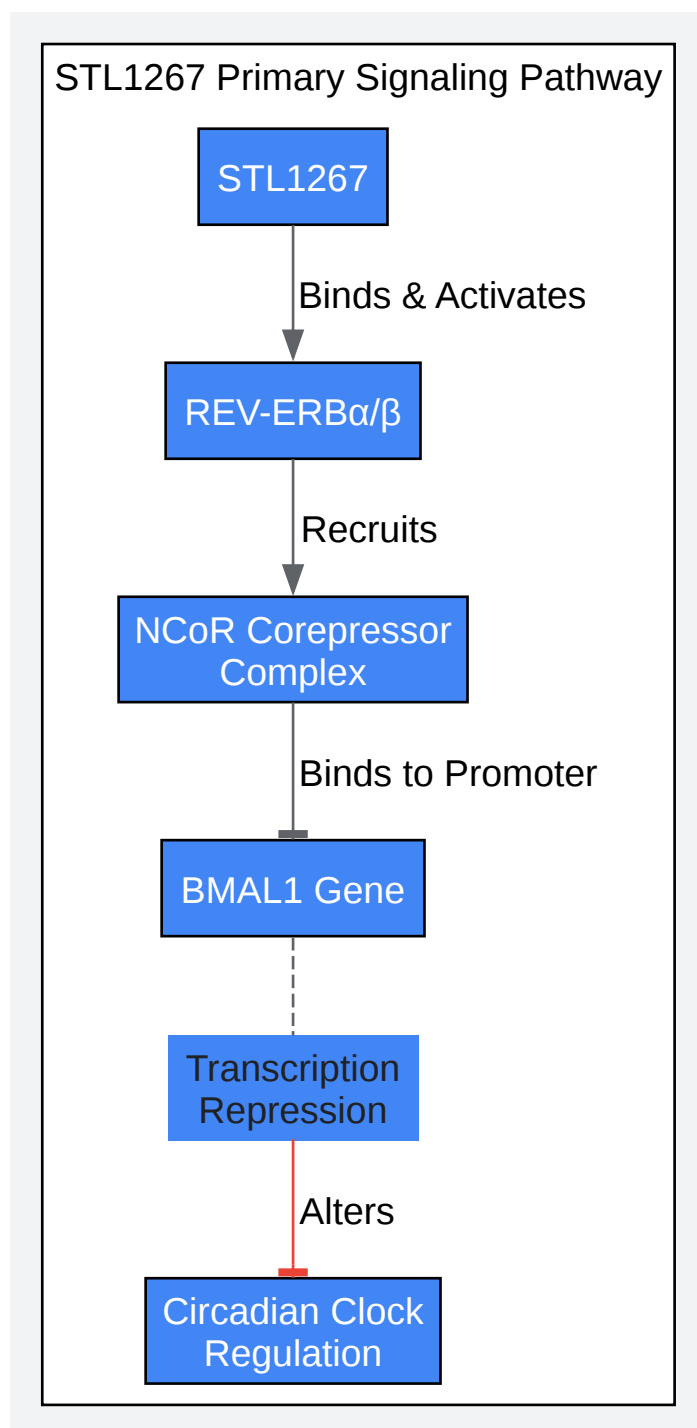 STL1267 Primary Signaling Pathway
STL1267
Binds & Activates
REV-ERBα/β
Recruits
NCoR Corepressor
Complex
Binds to Promoter
BMAL1 Gene
Transcription
Repression
Alters
Circadian Clock
Regulation